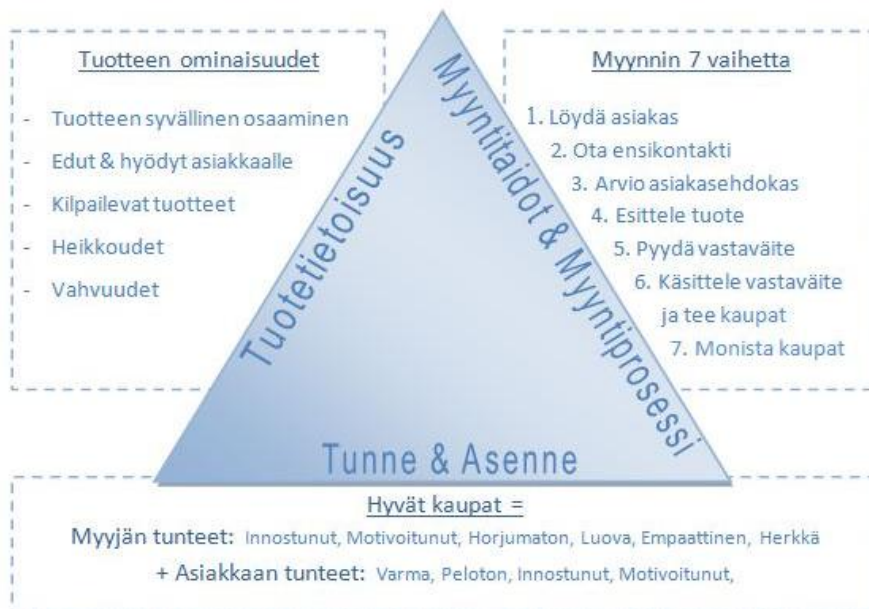 Tuotteen ominaisuudet
- Tuotteen syvällinen osaaminen
- Edut & hyödyt asiakkaalle
- Kilpailevat tuotteet
- Heikkoudet
- Vahvuudet
Tuotetietoisuus
Myyntitaidot & Myyntiprosessi
Myynnin 7 vaihetta
1. Löydä asiakas
2. Ota ensikontakti
3. Arvio asiakasehdokas
4. Esittele tuote
5. Pyydä vastaväite
6. Käsittele vastaväite
ja tee kaupat
7. Monista kaupat
Tunne & Asenne
Hyvät kaupat =
Myyjän tunteet: Innostunut, Motivoitunut, Horjumaton, Luova, Empaattinen, Herkkä
+ Asiakkaan tunteet: Varma, Peloton, Innostunut, Motivoitunut,